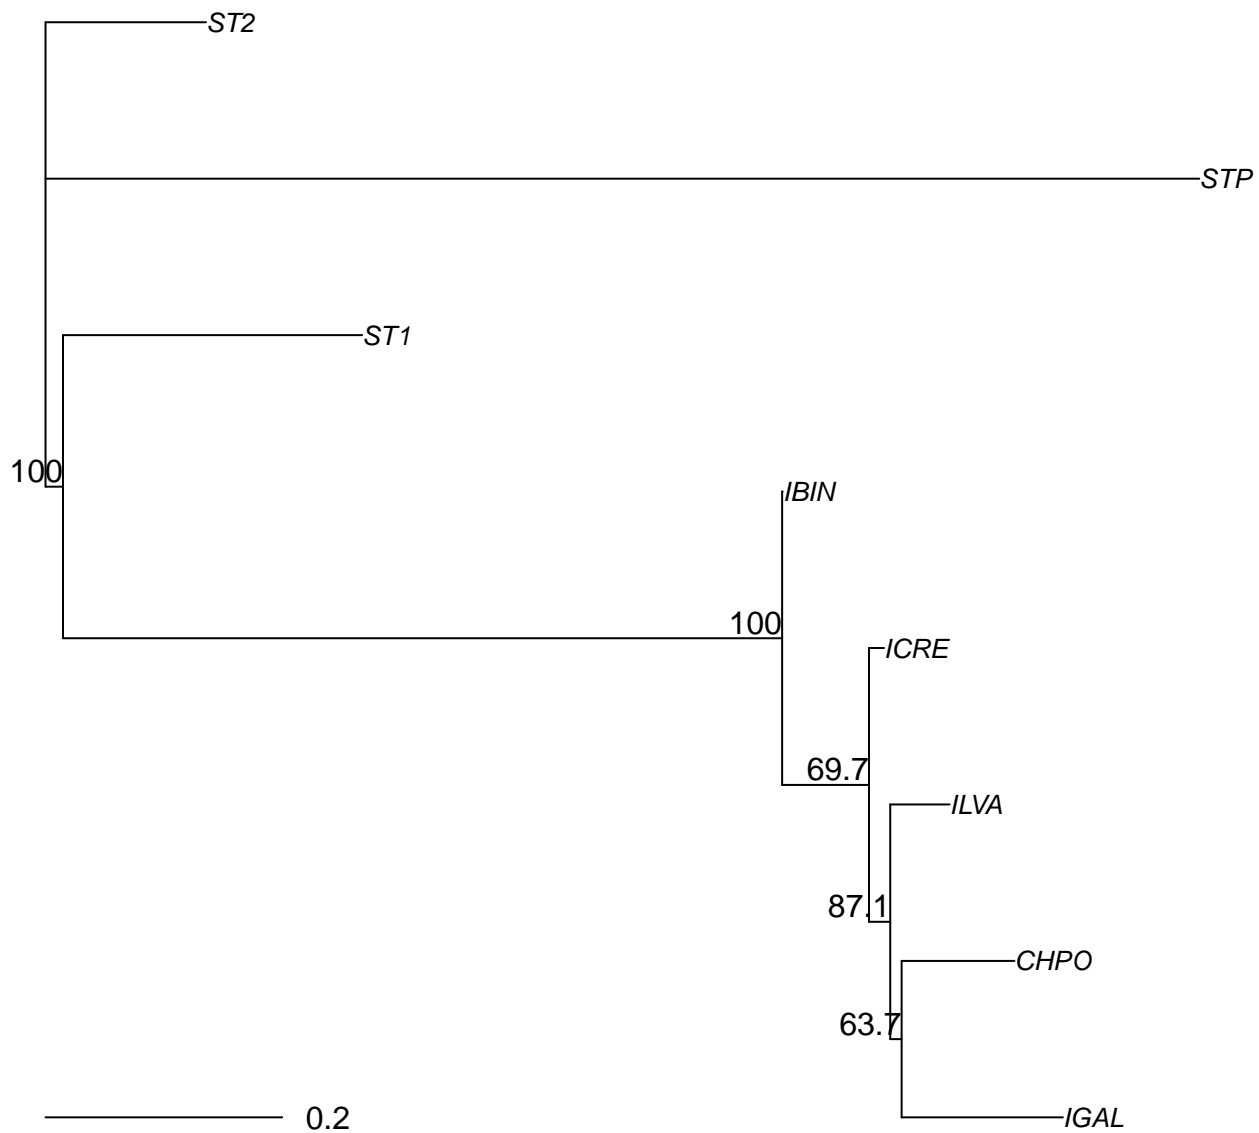 ST2
STP
ST1
100
IBIN
100
ICRE
69.7
ILVA
87.1
CHPO
63.7
0.2
IGAL